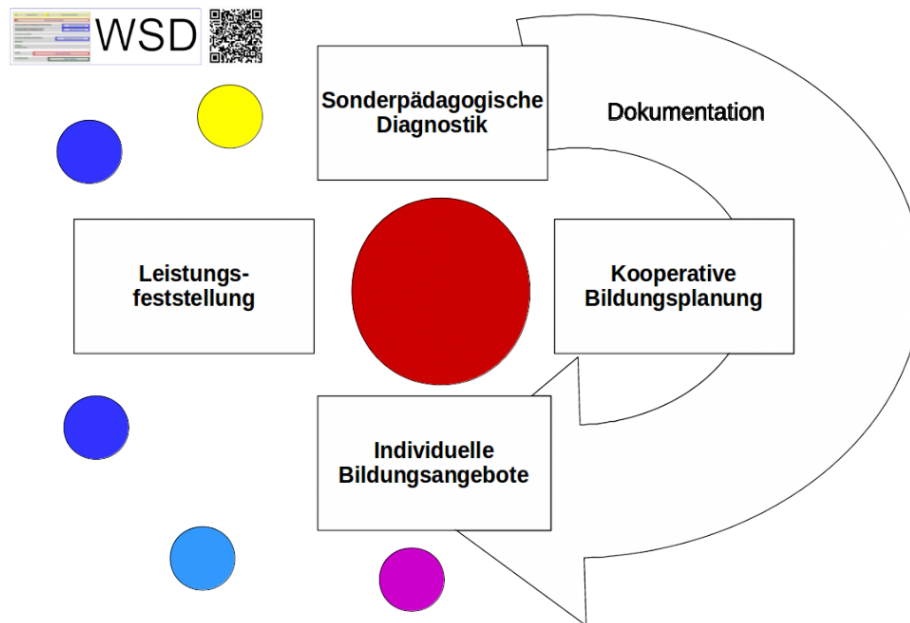 WSD
Sonderpädagogische
Diagnostik
Dokumentation
Leistungs-
feststellung
Kooperative
Bildungsplanung
Individuelle
Bildungsangebote